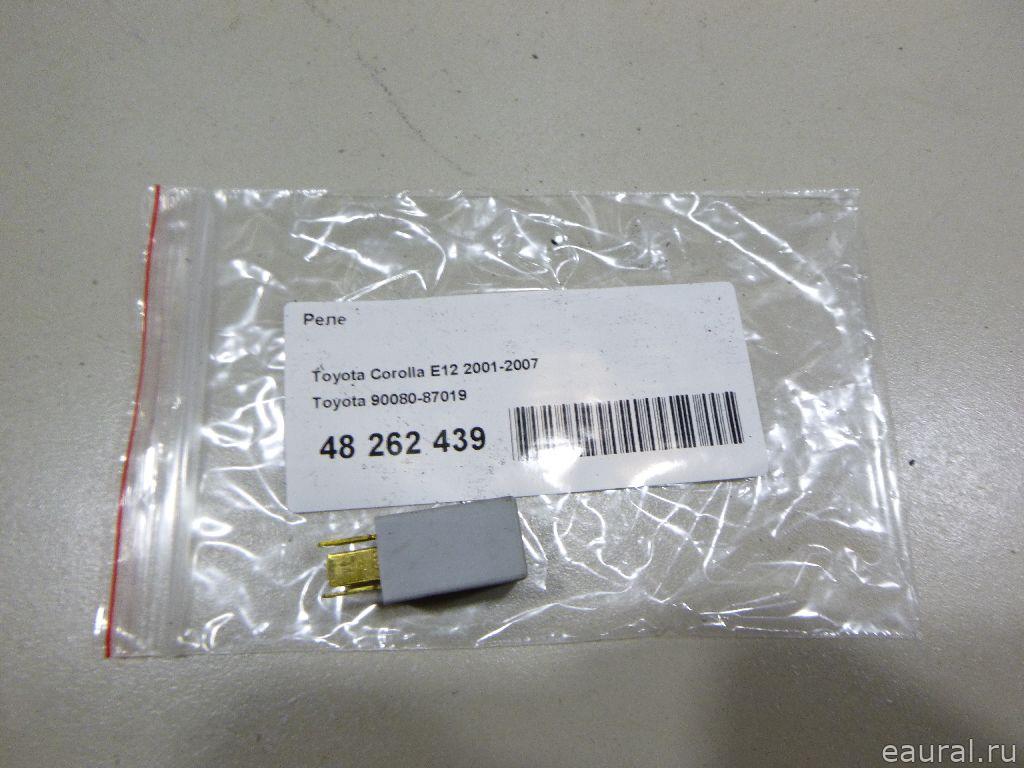 Реле
Toyota Corolla E12 2001-2007
Toyota 90080-87019
48 262 439
eaural.ru